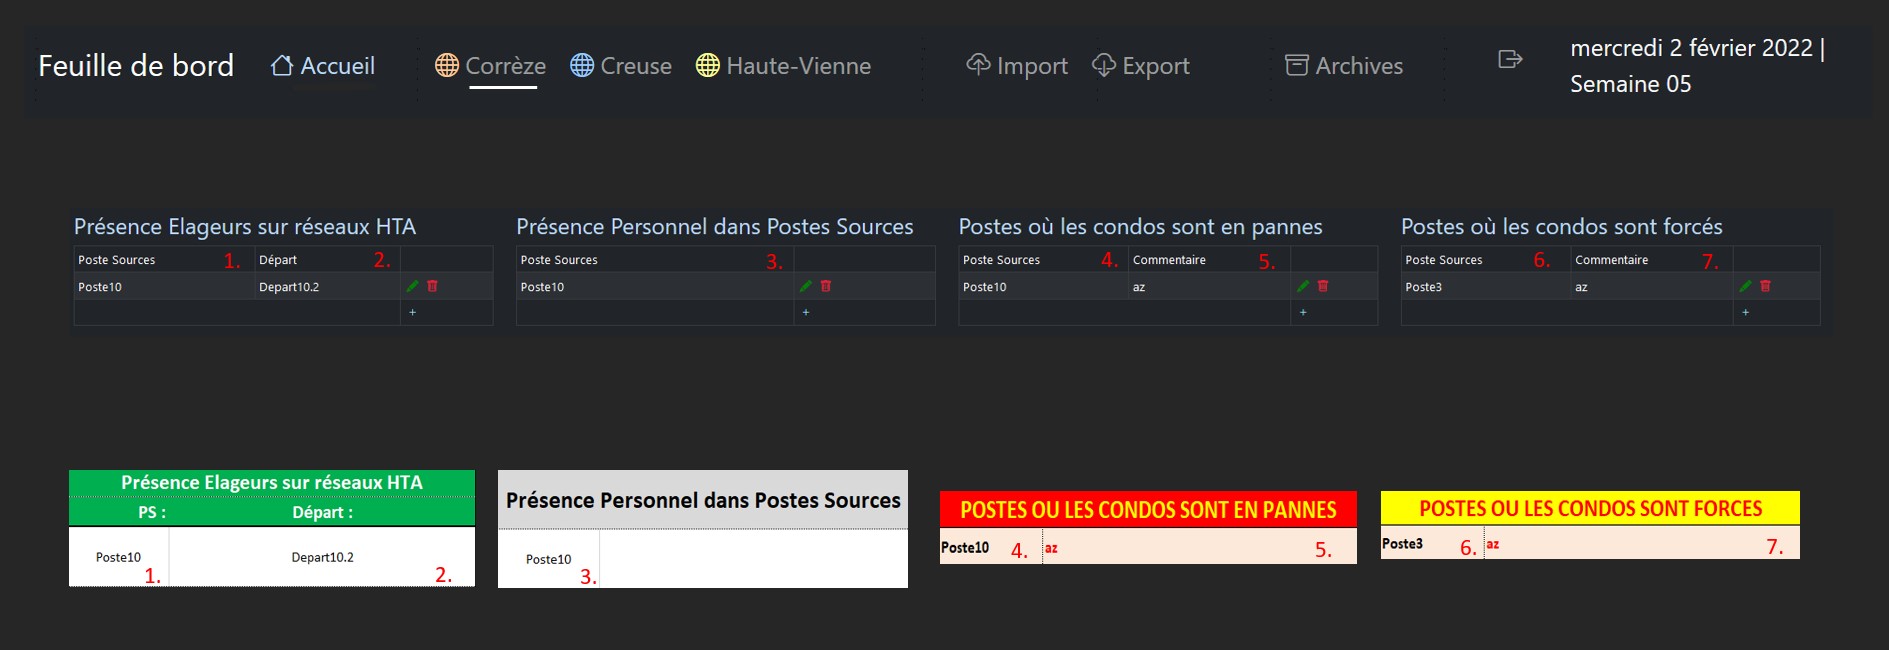 Feuille de bord Accueil Corrèze Creuse Haute-Vienne Import Export Archives mercredi 2 février 2022 |
Semaine 05
Présence Elageurs sur réseaux HTA
Poste Sources 1. Départ 2.
Poste10 Depart10.2
+
Présence Personnel dans Postes Sources
Poste Sources 3.
Poste10
+
Postes où les condos sont en pannes
Poste Sources 4. Commentaire 5.
Poste10 az
+
Postes où les condos sont forcés
Poste Sources 6. Commentaire 7.
Poste3 az
+
Présence Elageurs sur réseaux HTA
PS : Départ :
Poste10 Depart10.2
1. 2.
Présence Personnel dans Postes Sources
Poste10
3.
POSTES OU LES CONDOS SONT EN PANNES
Poste10 4. az 5.
POSTES OU LES CONDOS SONT FORCES
Poste3 6. az 7.